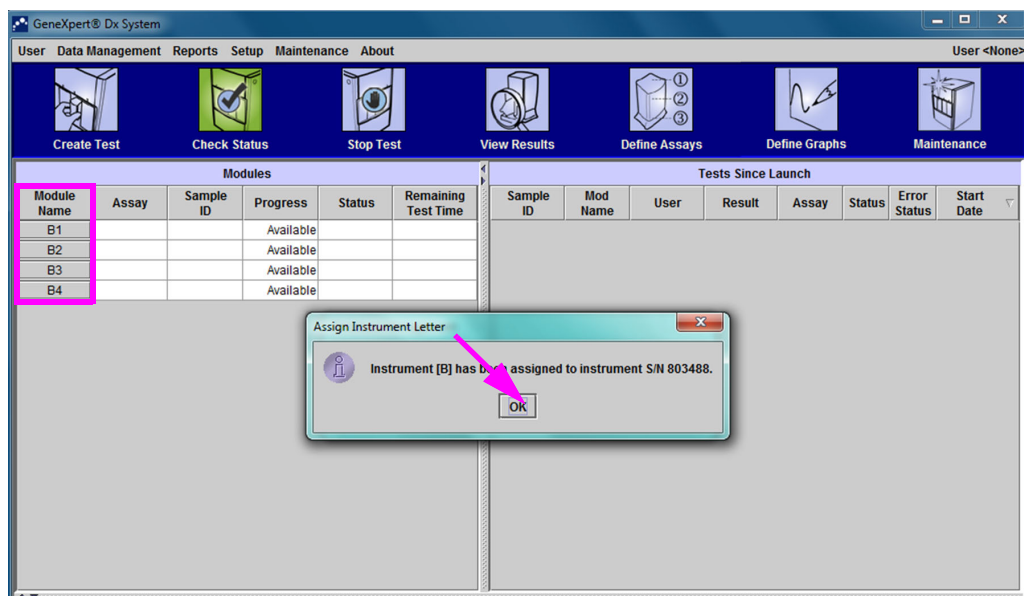 GeneXpert® Dx System
User Data Management Reports Setup Maintenance About User <None>
① ② ③
Create Test Check Status Stop Test View Results Define Assays Define Graphs Maintenance
Modules Tests Since Launch
Module Name Assay Sample ID Progress Status Remaining Test Time Sample ID Mod Name User Result Assay Status Error Status Start Date
B1 Available
B2 Available
B3 Available
B4 Available
Assign Instrument Letter
Instrument [B] has been assigned to instrument S/N 803488.
OK